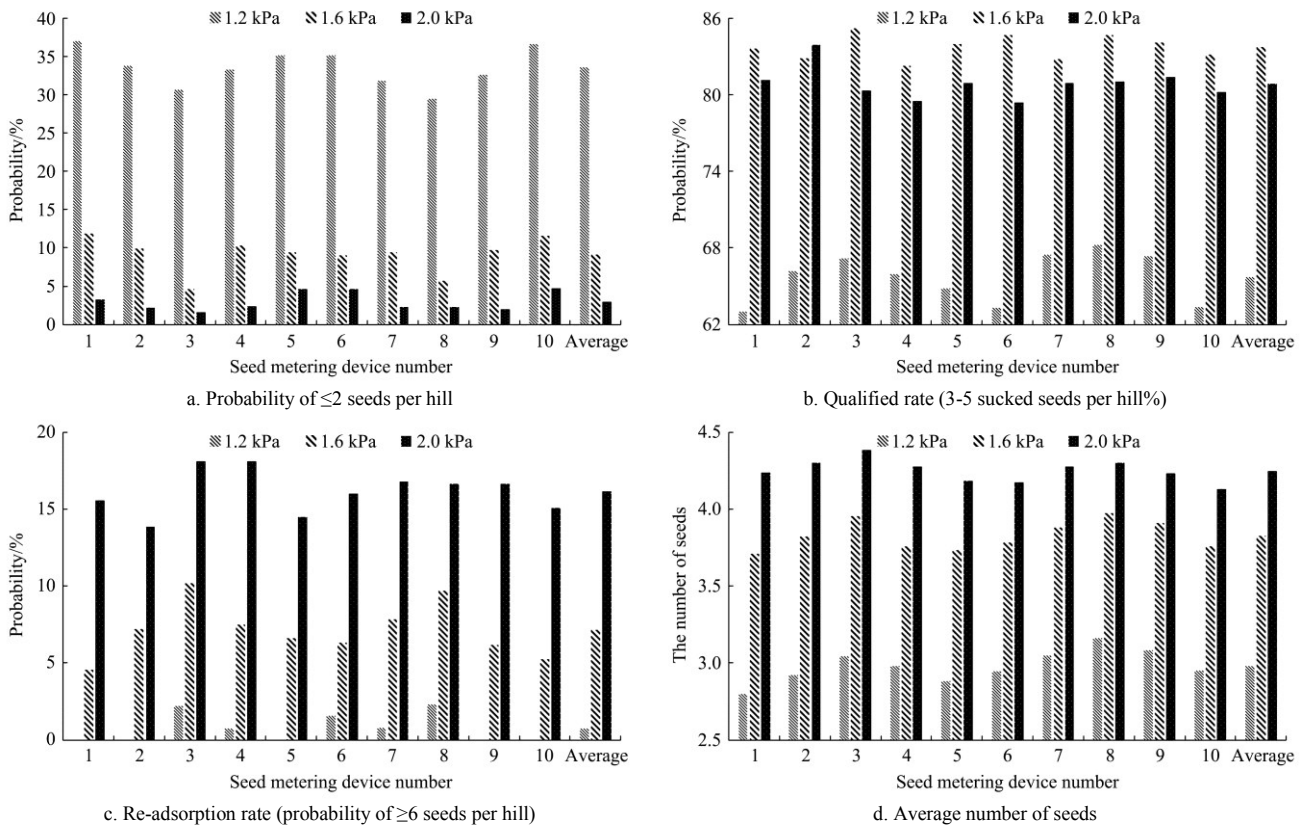 1.2 kPa 1.6 kPa 2.0 kPa
40
35
30
25
20
15
10
5
0
Probability/%
1 2 3 4 5 6 7 8 9 10 Average
Seed metering device number
a. Probability of ≤2 seeds per hill
1.2 kPa 1.6 kPa 2.0 kPa
86
80
74
68
62
Probability/%
1 2 3 4 5 6 7 8 9 10 Average
Seed metering device number
b. Qualified rate (3-5 sucked seeds per hill%)
1.2 kPa 1.6 kPa 2.0 kPa
20
15
10
5
0
Probability/%
1 2 3 4 5 6 7 8 9 10 Average
Seed metering device number
c. Re-adsorption rate (probability of ≥6 seeds per hill)
1.2 kPa 1.6 kPa 2.0 kPa
4.5
4.0
3.5
3.0
2.5
The number of seeds
1 2 3 4 5 6 7 8 9 10 Average
Seed metering device number
d. Average number of seeds